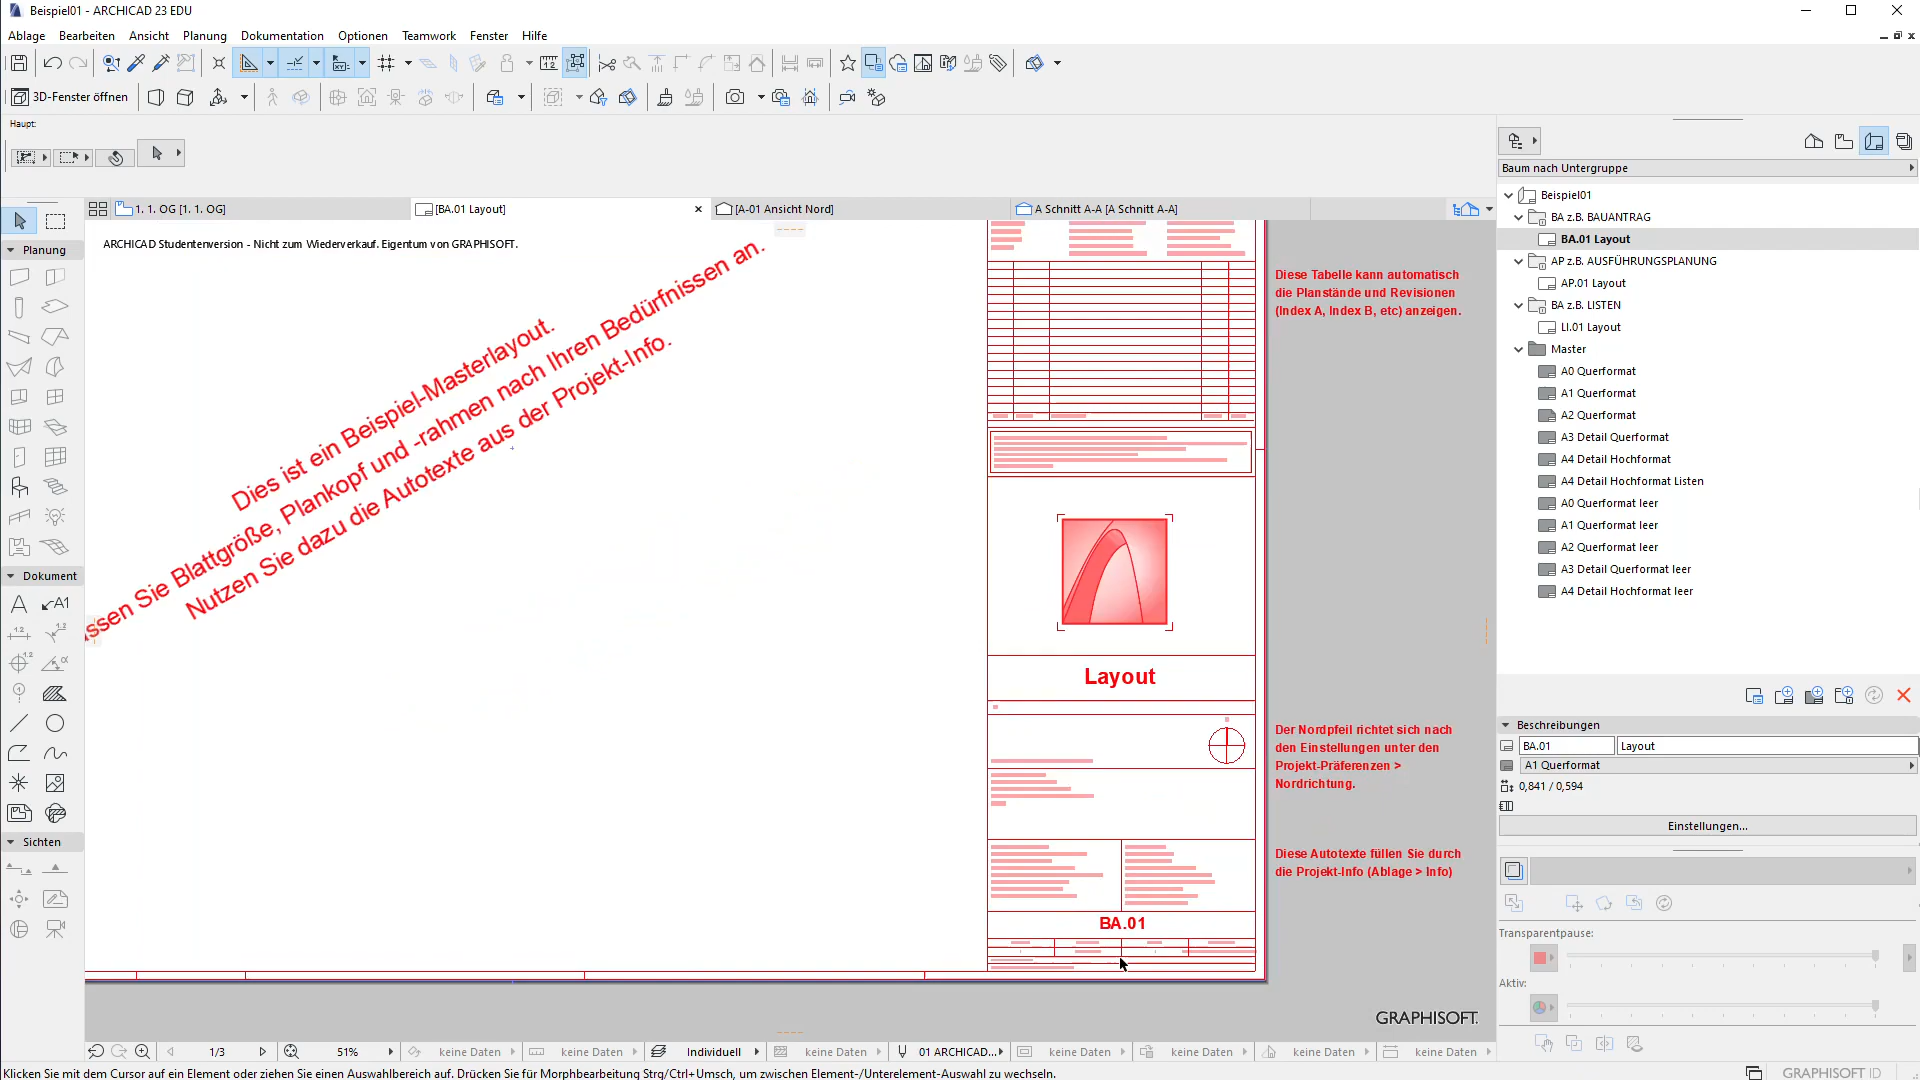 Beispiel01 - ARCHICAD 23 EDU
Ablage Bearbeiten Ansicht Planung Dokumentation Optionen Teamwork Fenster Hilfe
3D-Fenster öffnen
Haupt:
Baum nach Untergruppe
1. 1. OG [1. 1. OG]
[BA.01 Layout]
[A-01 Ansicht Nord]
A Schnitt A-A [A Schnitt A-A]
Planung
Dokument
A1
Sichten
ARCHICAD Studentenversion - Nicht zum Wiederverkauf. Eigentum von GRAPHISOFT.
Dies ist ein Beispiel-Masterlayout.
ssen Sie Blattgröße, Plankopf und -rahmen nach Ihren Bedürfnissen an.
Nutzen Sie dazu die Autotexte aus der Projekt-Info.
Diese Tabelle kann automatisch
die Planstände und Revisionen
(Index A, Index B, etc) anzeigen.
Layout
Der Nordpfeil richtet sich nach
den Einstellungen unter den
Projekt-Präferenzen >
Nordrichtung.
Diese Autotexte füllen Sie durch
die Projekt-Info (Ablage > Info)
BA.01
GRAPHISOFT.
Beispiel01
BA z.B. BAUANTRAG
BA.01 Layout
AP z.B. AUSFÜHRUNGSPLANUNG
AP.01 Layout
BA z.B. LISTEN
LI.01 Layout
Master
A0 Querformat
A1 Querformat
A2 Querformat
A3 Detail Querformat
A4 Detail Hochformat
A4 Detail Hochformat Listen
A0 Querformat leer
A1 Querformat leer
A2 Querformat leer
A3 Detail Querformat leer
A4 Detail Hochformat leer
Beschreibungen
BA.01 Layout
A1 Querformat
0,841 / 0,594
Einstellungen...
Transparentpause:
Aktiv:
1/3 51% keine Daten keine Daten Individuell keine Daten 01 ARCHICAD... keine Daten keine Daten keine Daten keine Daten
Klicken Sie mit dem Cursor auf ein Element oder ziehen Sie einen Auswahlbereich auf. Drücken Sie für Morphbearbeitung Strg/Ctrl+Umsch, um zwischen Element-/Unterelement-Auswahl zu wechseln.
GRAPHISOFT ID